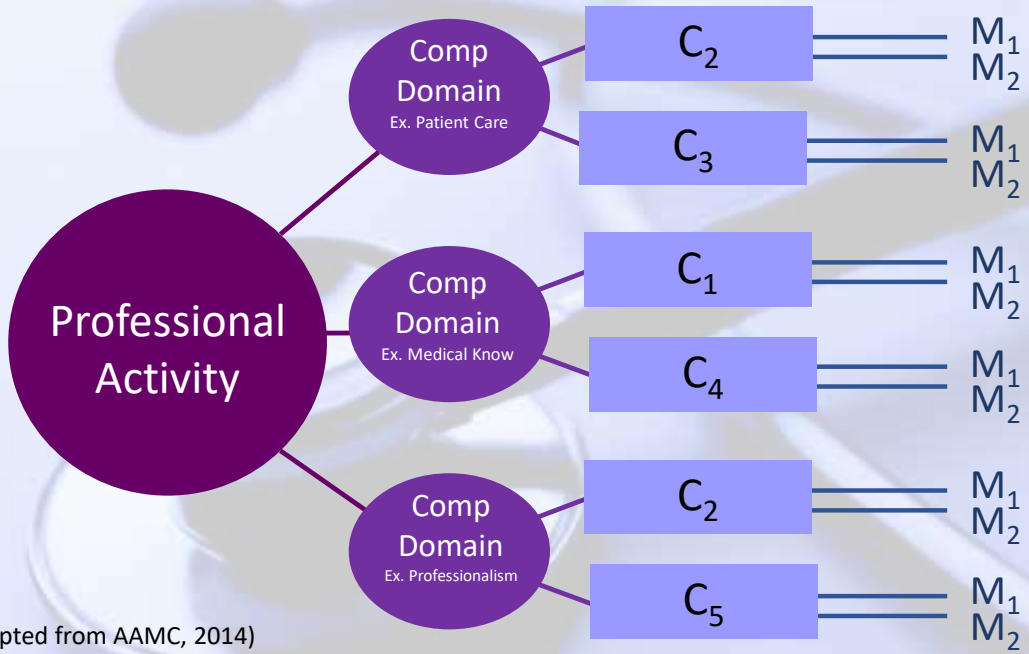 Professional
Activity
Comp
Domain
Ex. Patient Care
C₂
M₁
M₂
C₃
M₁
M₂
Comp
Domain
Ex. Medical Know
C₁
M₁
M₂
C₄
M₁
M₂
Comp
Domain
Ex. Professionalism
C₂
M₁
M₂
C₅
M₁
M₂
pted from AAMC, 2014)